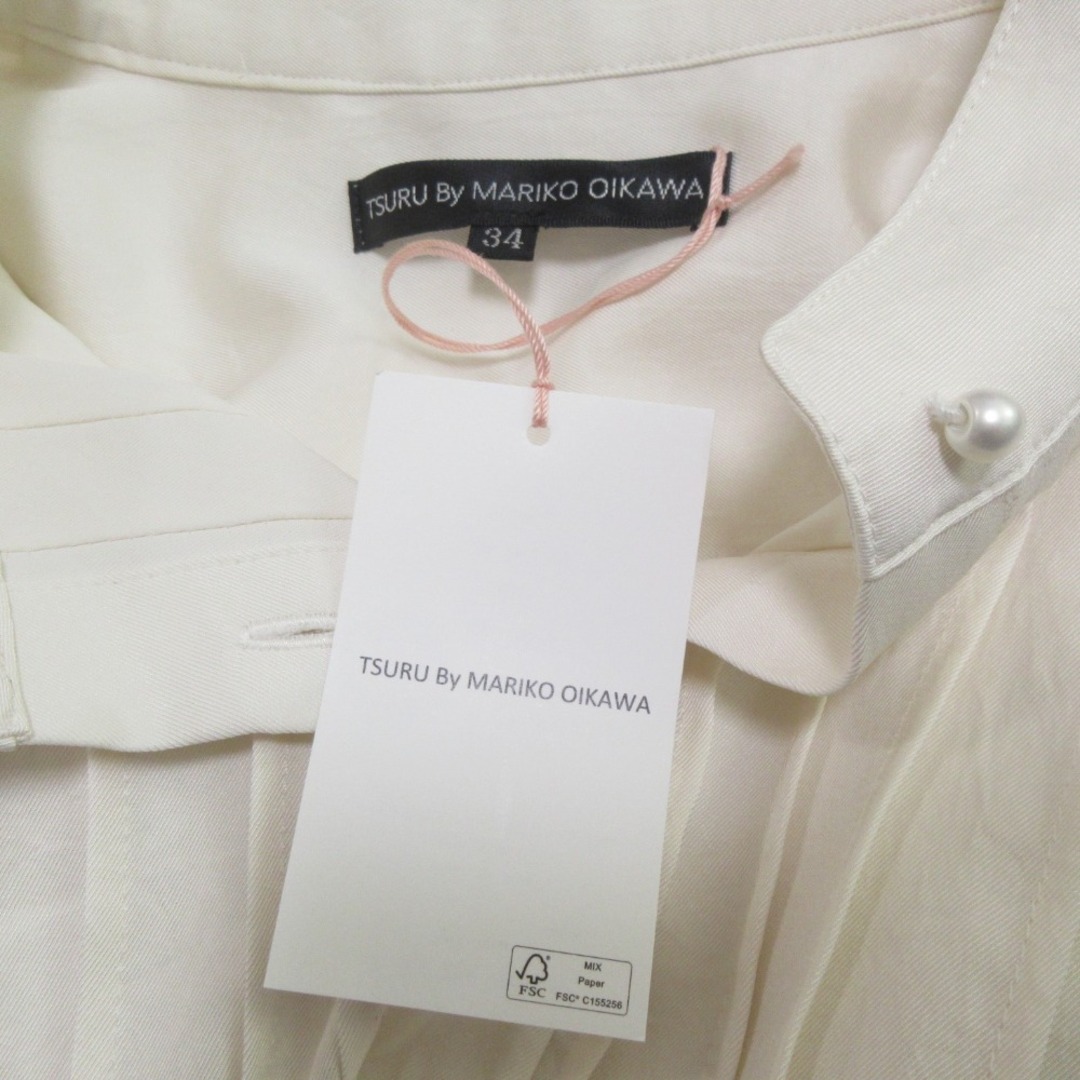 TSURU By MARIKO OIKAWA
34
TSURU By MARIKO OIKAWA
FSC
MIX
Paper
FSC® C155256